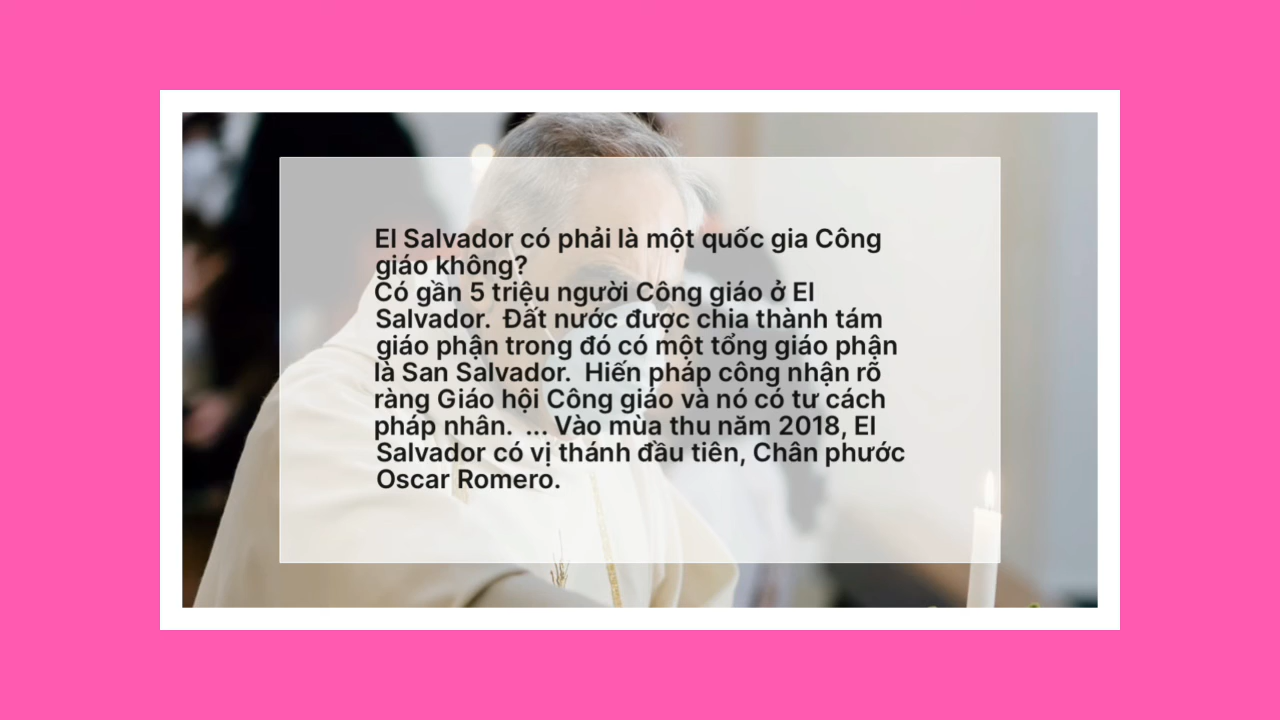 El Salvador có phải là một quốc gia Công
giáo không?
Có gần 5 triệu người Công giáo ở El
Salvador. Đất nước được chia thành tám
giáo phận trong đó có một tổng giáo phận
là San Salvador. Hiến pháp công nhận rõ
ràng Giáo hội Công giáo và nó có tư cách
pháp nhân. ... Vào mùa thu năm 2018, El
Salvador có vị thánh đầu tiên, Chân phước
Oscar Romero.